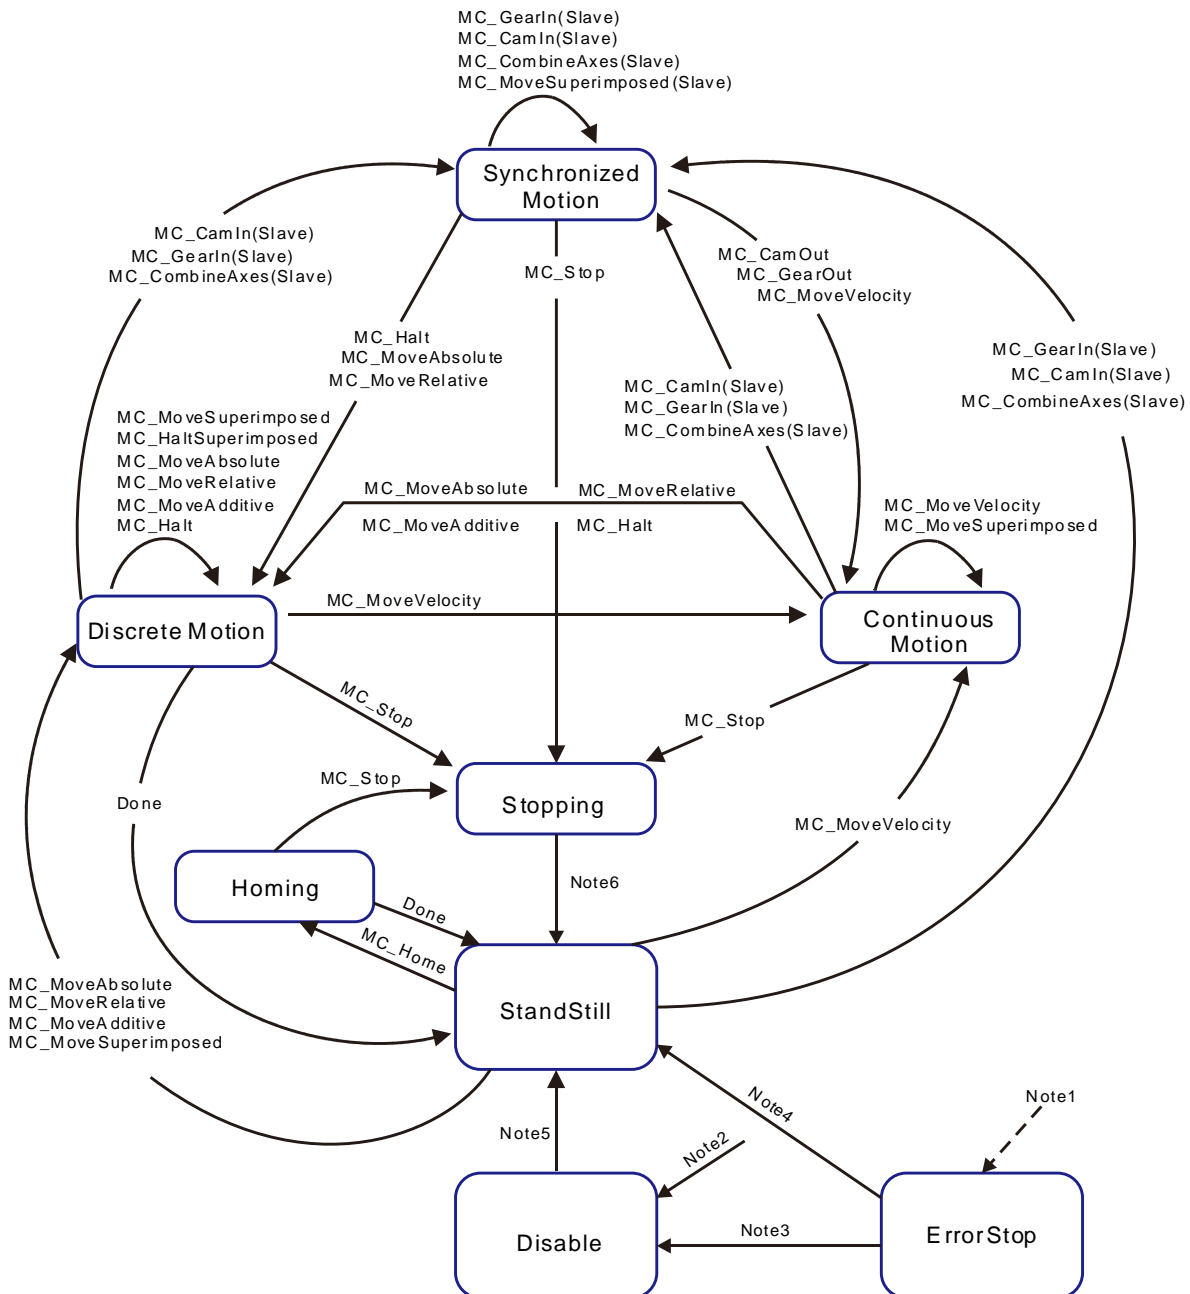 MC_GearIn(Slave)
MC_CamIn(Slave)
MC_CombineAxes(Slave)
MC_MoveSuperimposed(Slave)
Synchronized
Motion
MC_CamIn(Slave)
MC_GearIn(Slave)
MC_CombineAxes(Slave)
MC_Stop
MC_CamOut
MC_GearOut
MC_MoveVelocity
MC_Halt
MC_MoveAbsolute
MC_MoveRelative
MC_GearIn(Slave)
MC_CamIn(Slave)
MC_CombineAxes(Slave)
MC_CamIn(Slave)
MC_GearIn(Slave)
MC_CombineAxes(Slave)
MC_MoveSuperimposed
MC_HaltSuperimposed
MC_MoveAbsolute
MC_MoveRelative
MC_MoveAdditive
MC_Halt
MC_MoveAbsolute
MC_MoveRelative
MC_MoveAdditive
MC_Halt
MC_MoveVelocity
MC_MoveSuperimposed
Discrete Motion
MC_MoveVelocity
Continuous
Motion
MC_Stop
MC_Stop
MC_Stop
Done
Stopping
MC_MoveVelocity
Homing
Note6
Done
MC_Home
MC_MoveAbsolute
MC_MoveRelative
MC_MoveAdditive
MC_MoveSuperimposed
StandStill
Note4
Note1
Note5
Note2
Note3
Disable
ErrorStop